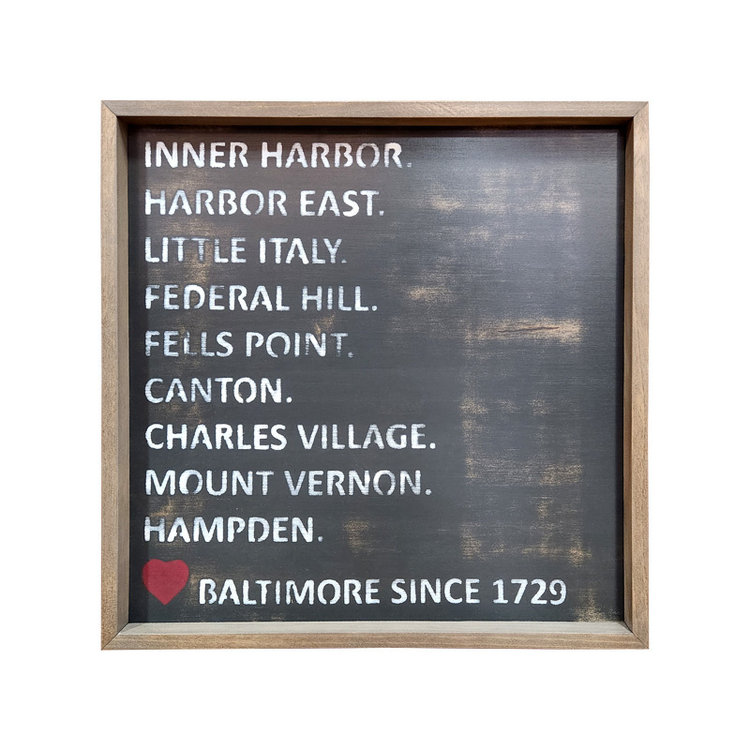 INNER HARBOR.
HARBOR EAST.
LITTLE ITALY.
FEDERAL HILL.
FELLS POINT.
CANTON.
CHARLES VILLAGE.
MOUNT VERNON.
HAMPDEN.
BALTIMORE SINCE 1729